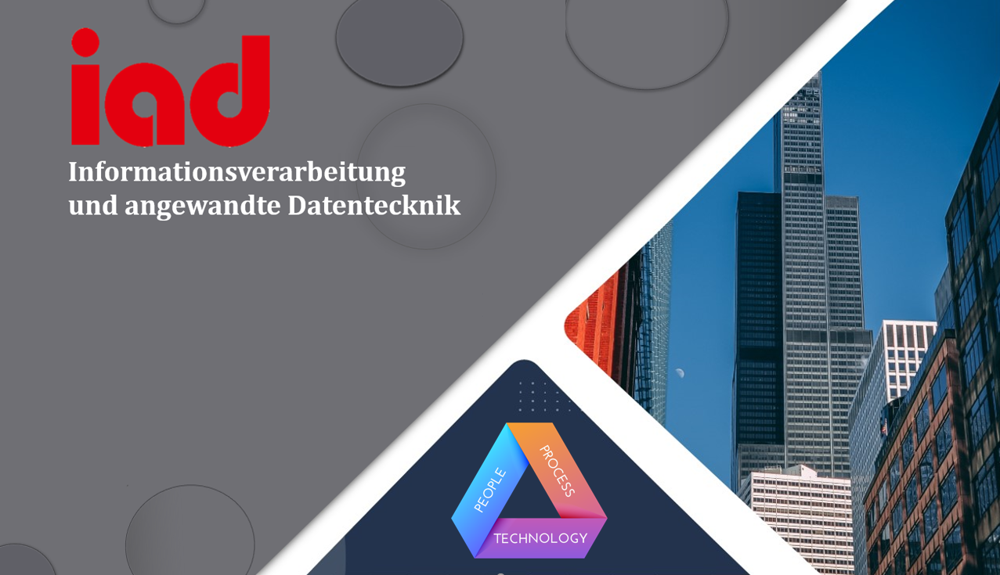 iad
Informationsverarbeitung
und angewandte Datentecknik
PEOPLE
PROCESS
TECHNOLOGY